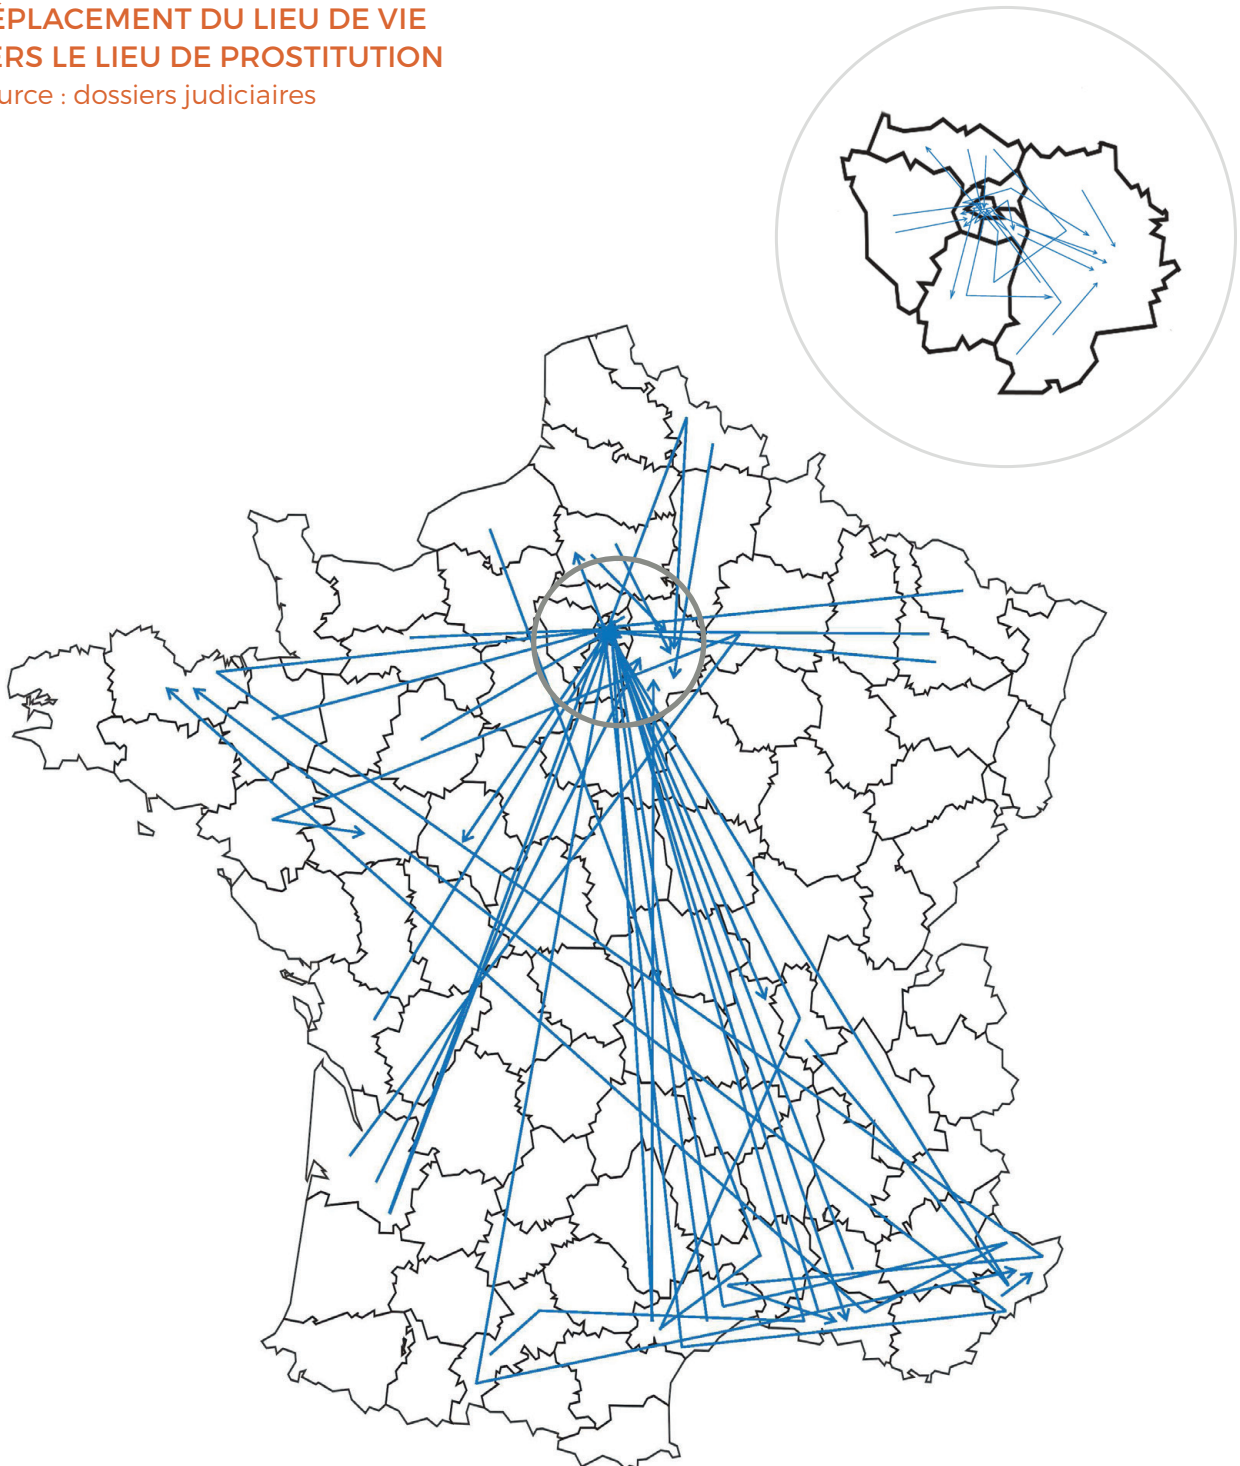 ÉPLACEMENT DU LIEU DE VIE
ERS LE LIEU DE PROSTITUTION
urce : dossiers judiciaires